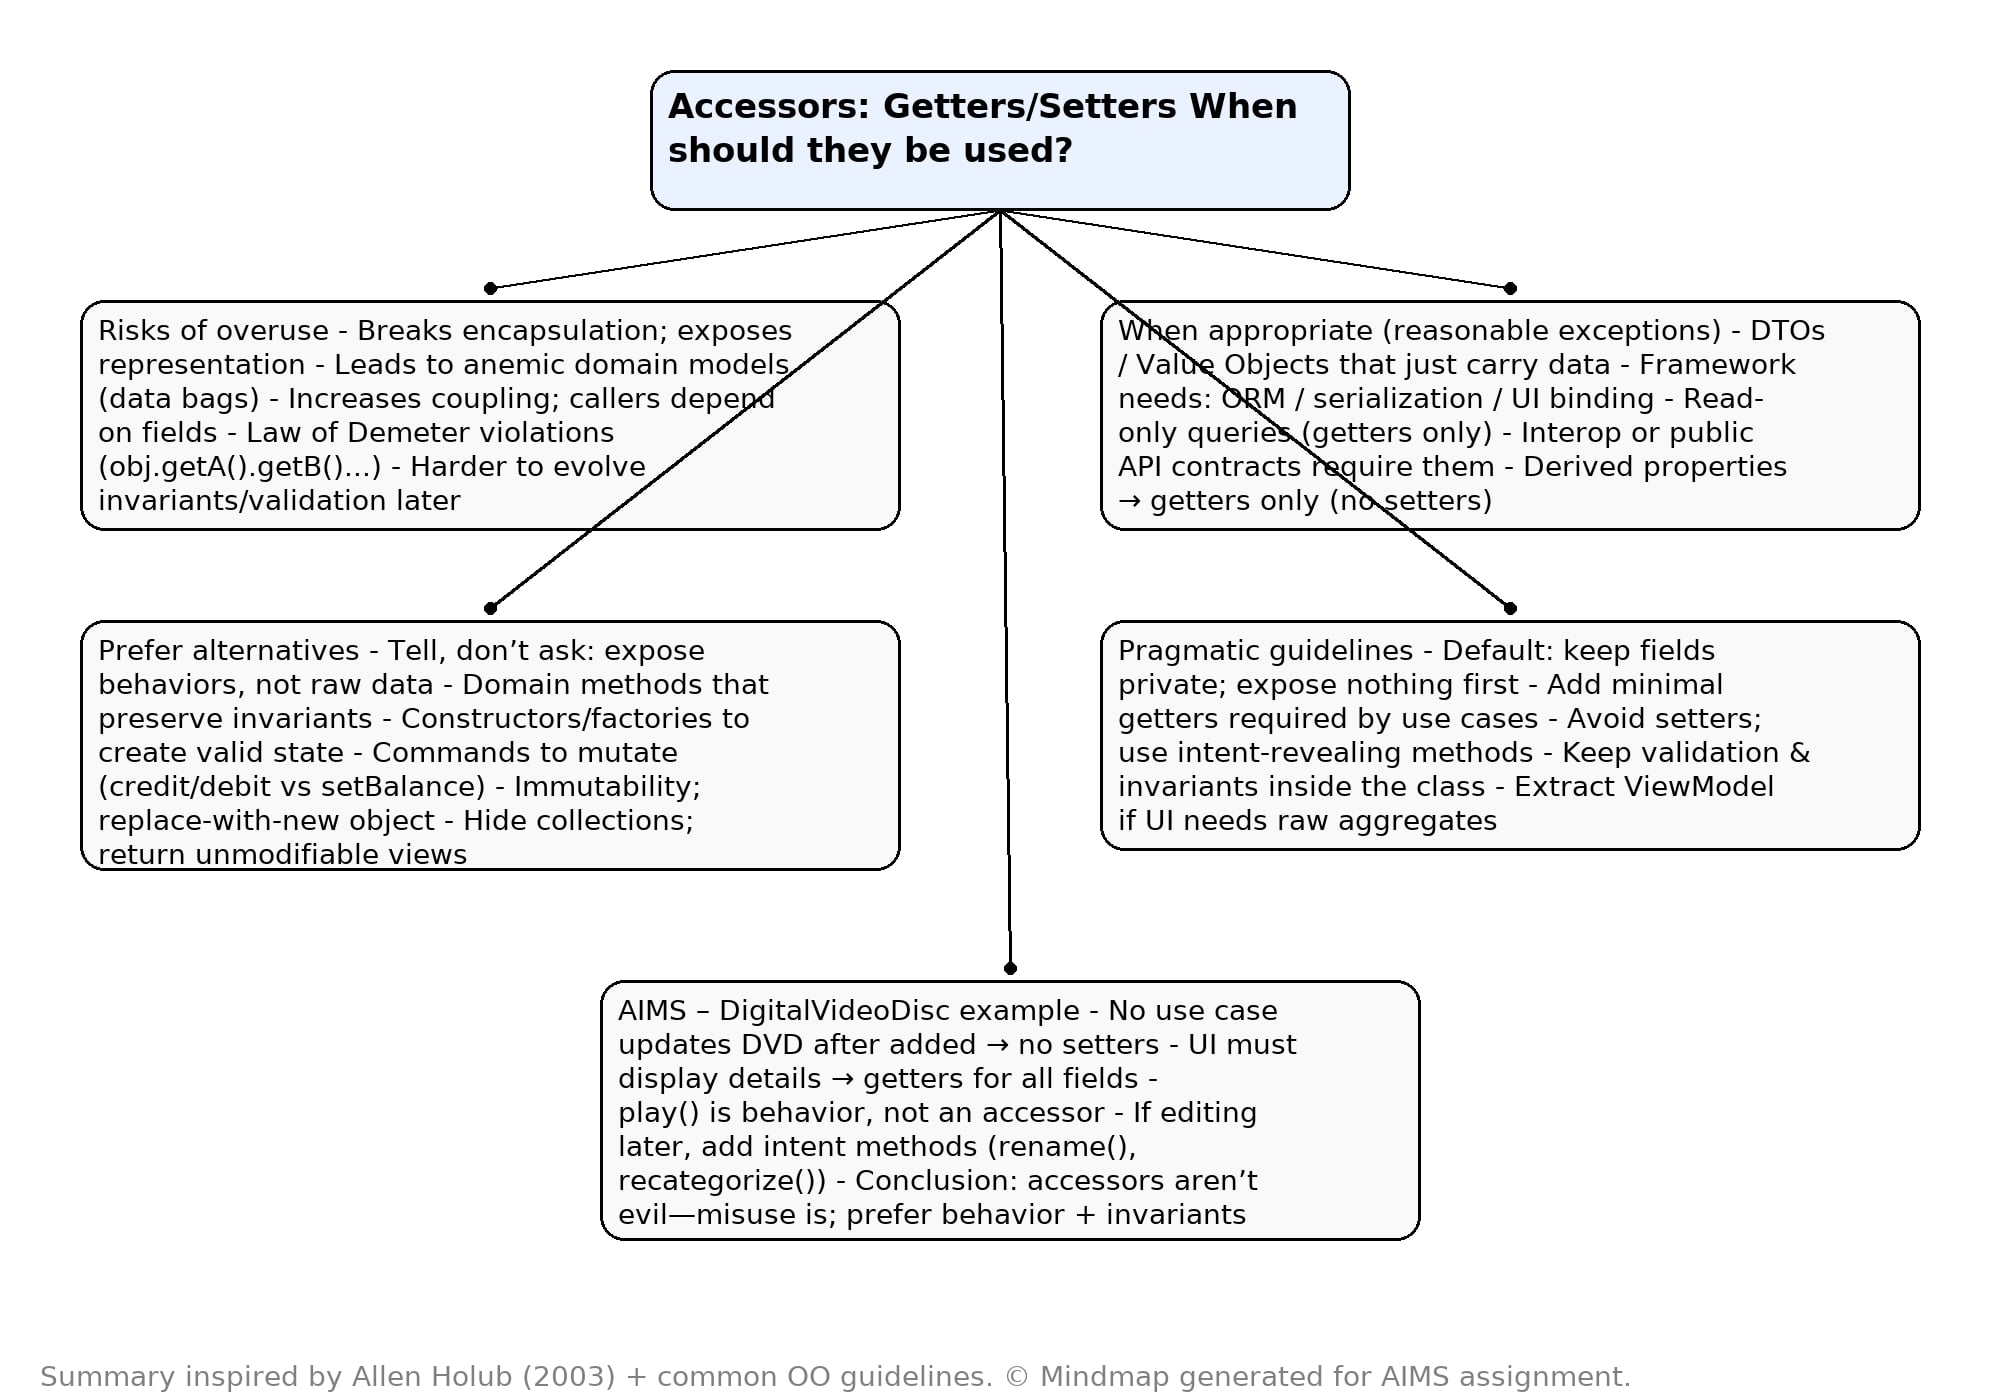 Accessors: Getters/Setters When
should they be used?
Risks of overuse - Breaks encapsulation; exposes
representation - Leads to anemic domain models
(data bags) - Increases coupling; callers depend
on fields - Law of Demeter violations
(obj.getA().getB()...) - Harder to evolve
invariants/validation later
When appropriate (reasonable exceptions) - DTOs
/ Value Objects that just carry data - Framework
needs: ORM / serialization / UI binding - Read-
only queries (getters only) - Interop or public
API contracts require them - Derived properties
→ getters only (no setters)
Prefer alternatives - Tell, don’t ask: expose
behaviors, not raw data - Domain methods that
preserve invariants - Constructors/factories to
create valid state - Commands to mutate
(credit/debit vs setBalance) - Immutability;
replace-with-new object - Hide collections;
return unmodifiable views
Pragmatic guidelines - Default: keep fields
private; expose nothing first - Add minimal
getters required by use cases - Avoid setters;
use intent-revealing methods - Keep validation &
invariants inside the class - Extract ViewModel
if UI needs raw aggregates
AIMS – DigitalVideoDisc example - No use case
updates DVD after added → no setters - UI must
display details → getters for all fields -
play() is behavior, not an accessor - If editing
later, add intent methods (rename(),
recategorize()) - Conclusion: accessors aren’t
evil—misuse is; prefer behavior + invariants
Summary inspired by Allen Holub (2003) + common OO guidelines. © Mindmap generated for AIMS assignment.